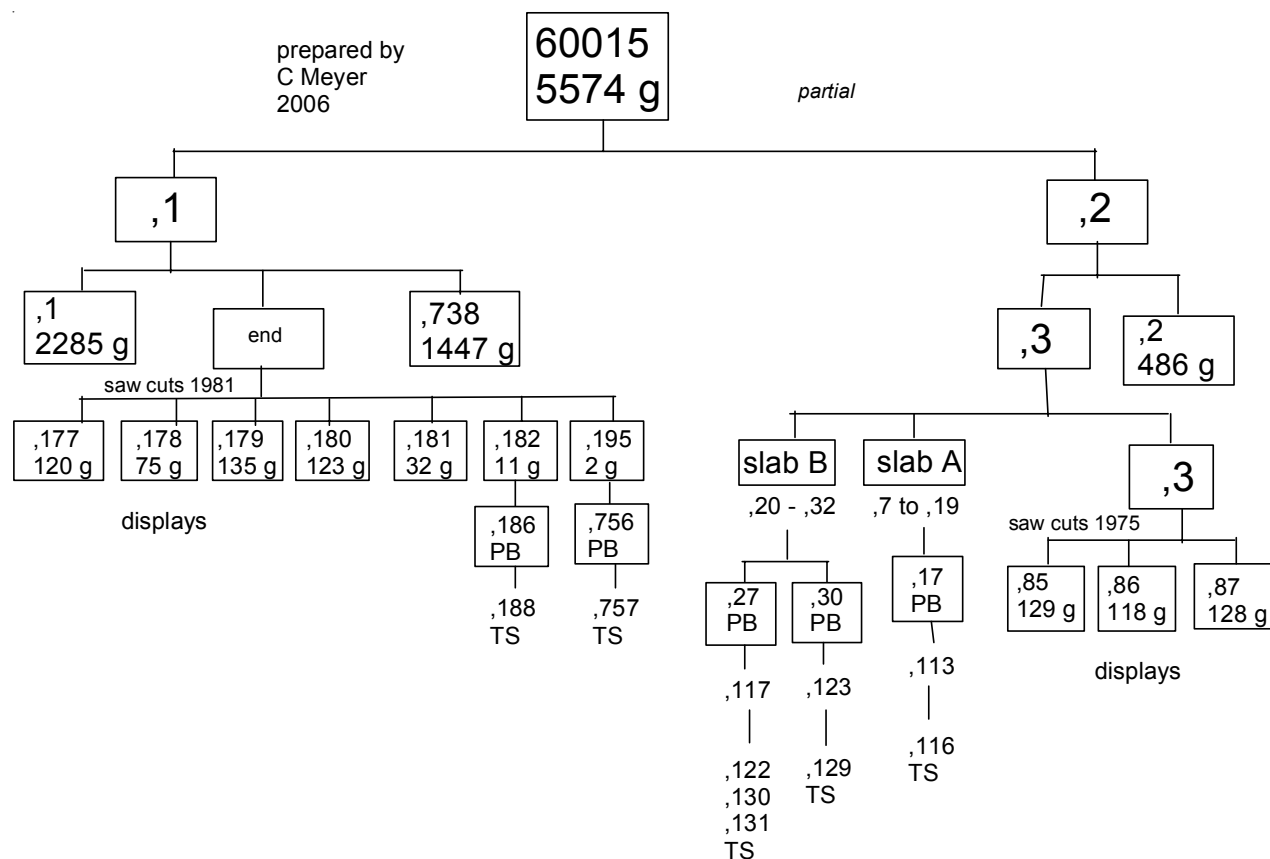 prepared by
C Meyer
2006
60015
5574 g
partial
,1
,2
,1
2285 g
end
,738
1447 g
,3
,2
486 g
saw cuts 1981
,177
120 g
,178
75 g
,179
135 g
,180
123 g
,181
32 g
,182
11 g
,195
2 g
displays
,186
PB
,188
TS
,756
PB
,757
TS
slab B
,20 - ,32
,27
PB
,117
,122
,130
,131
TS
,30
PB
,123
,129
TS
slab A
,7 to ,19
,17
PB
,113
,116
TS
,3
saw cuts 1975
,85
129 g
,86
118 g
,87
128 g
displays